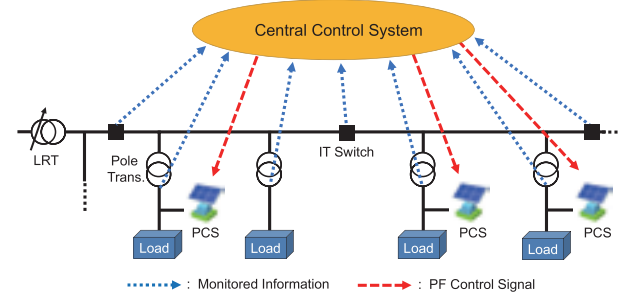 Central Control System
LRT
Pole
Trans.
IT Switch
PCS
PCS
PCS
Load
Load
Load
Load
: Monitored Information
: PF Control Signal